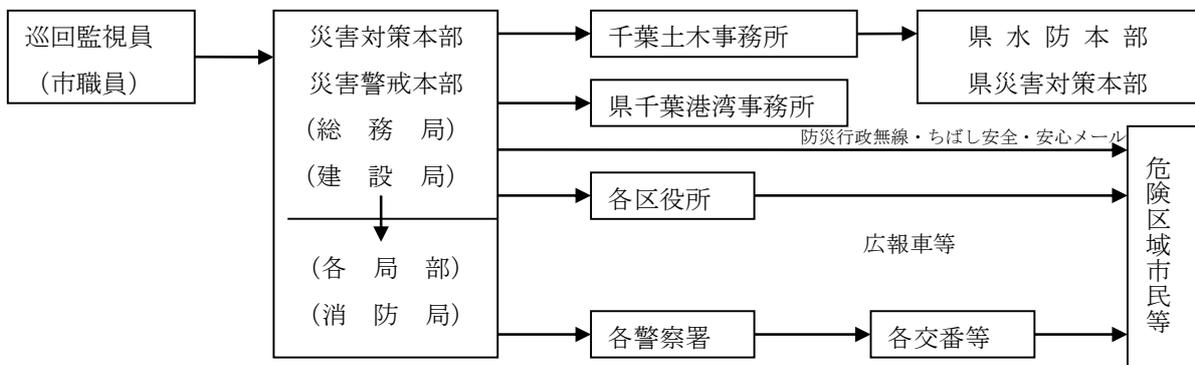 巡回監視員
（市職員）
災害対策本部
災害警戒本部
（総　務　局）
（建　設　局）
（各　局　部）
（消　防　局）
千葉土木事務所
県千葉港湾事務所
県 水 防 本 部
県災害対策本部
防災行政無線・ちばし安全・安心メール
各区役所
広報車等
各警察署
各交番等
危険区域市民等